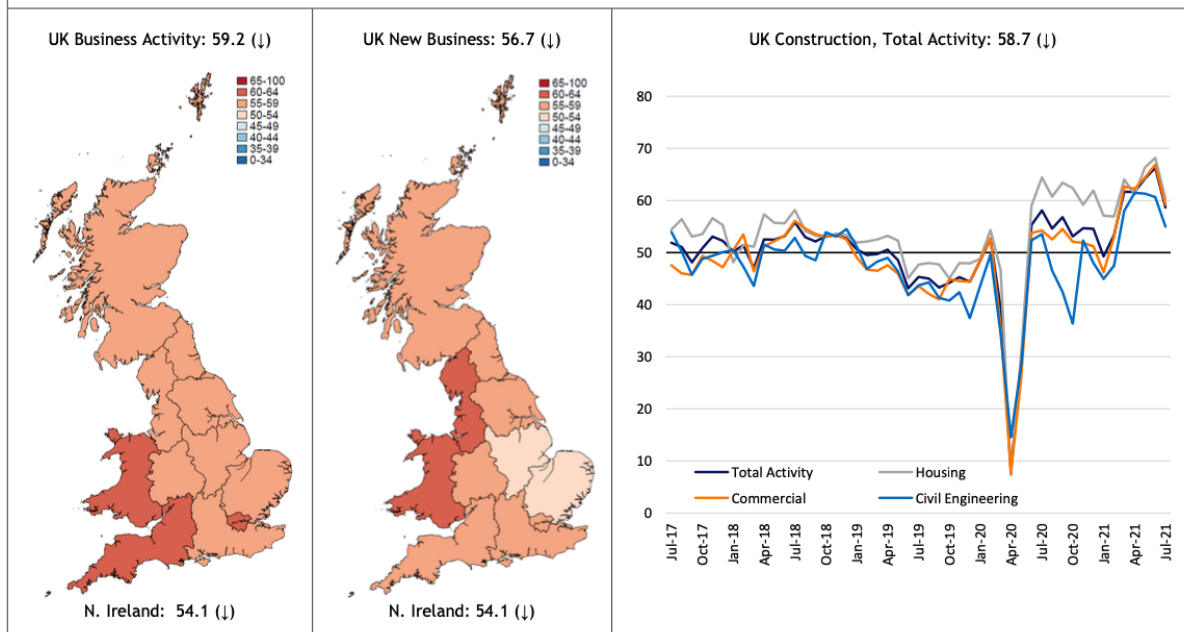 UK Business Activity: 59.2 (↓)
65-100
60-64
55-59
50-54
45-49
40-44
35-39
0-34
N. Ireland: 54.1 (↓)
UK New Business: 56.7 (↓)
65-100
60-64
55-59
50-54
45-49
40-44
35-39
0-34
N. Ireland: 54.1 (↓)
UK Construction, Total Activity: 58.7 (↓)
80
70
60
50
40
30
20
10
0
Total Activity
Housing
Commercial
Civil Engineering
Jul-17
Oct-17
Jan-18
Apr-18
Jul-18
Oct-18
Jan-19
Apr-19
Jul-19
Oct-19
Jan-20
Apr-20
Jul-20
Oct-20
Jan-21
Apr-21
Jul-21